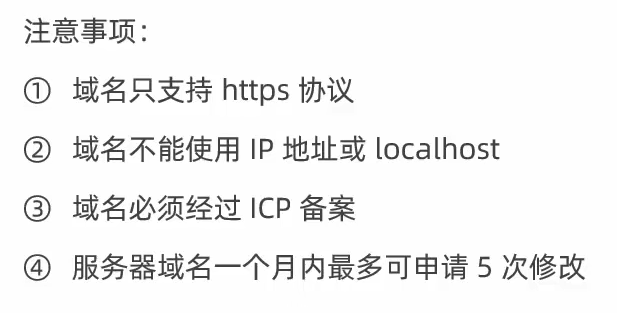 注意事项：
① 域名只支持 https 协议
② 域名不能使用 IP 地址或 localhost
③ 域名必须经过 ICP 备案
④ 服务器域名一个月内最多可申请 5 次修改